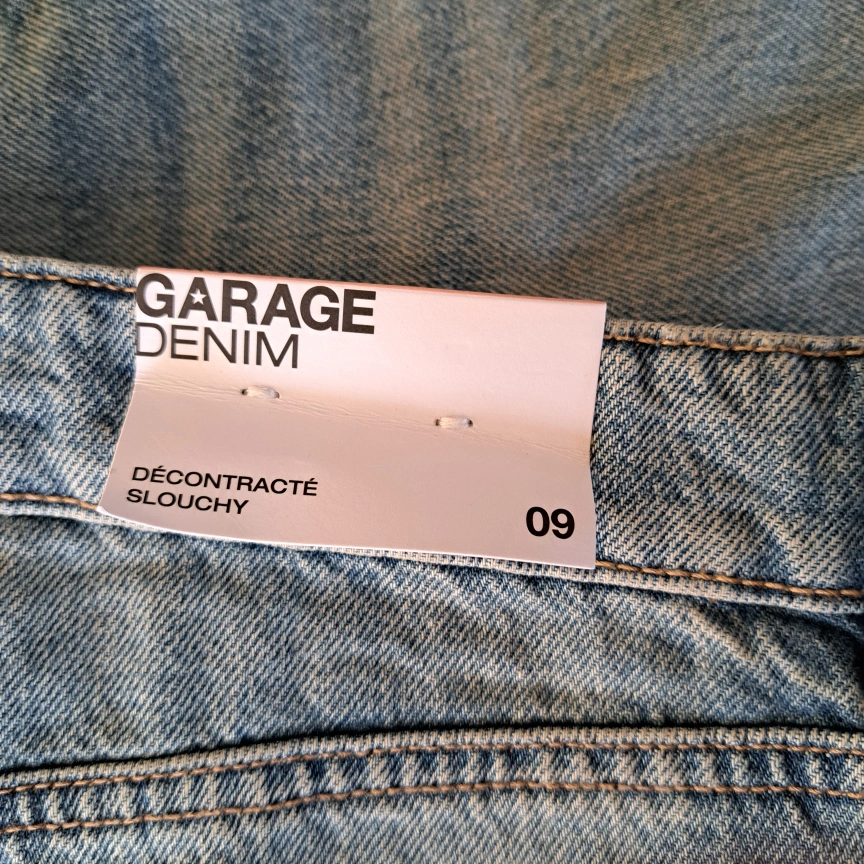 GARAGE
DENIM
DÉCONTRACTÉ
SLOUCHY
09